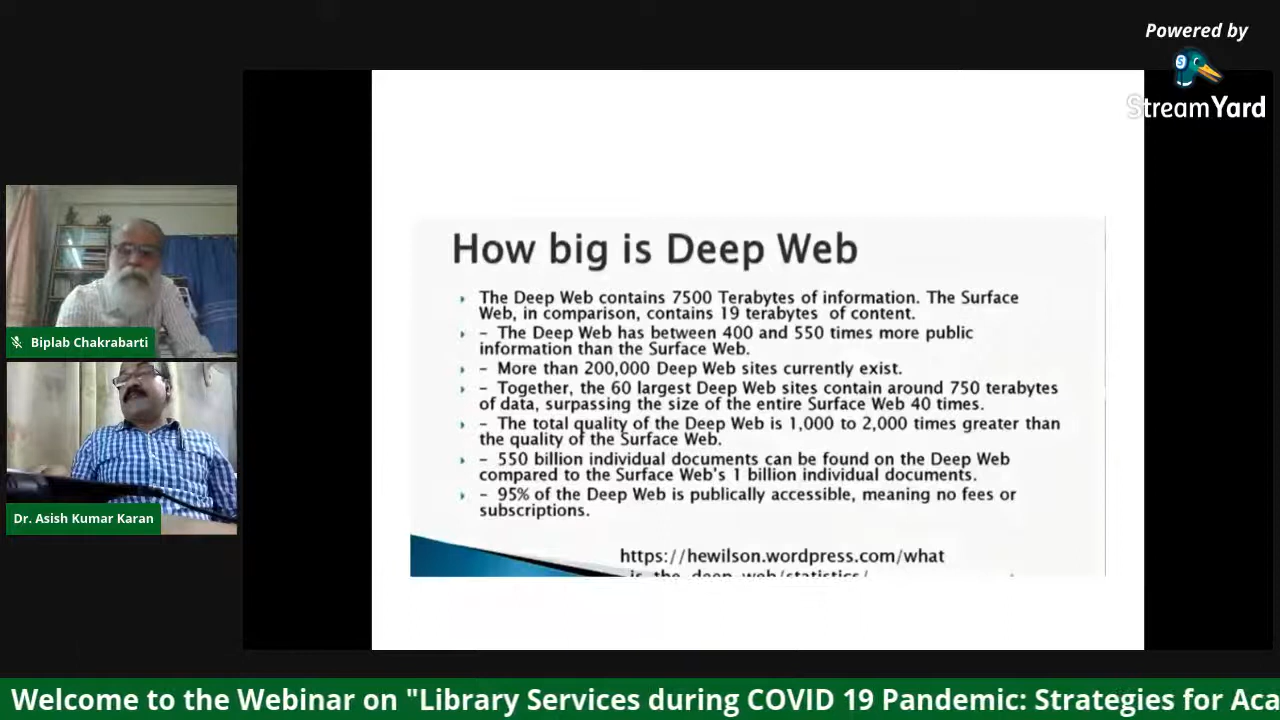 Powered by
StreamYard
How big is Deep Web
The Deep Web contains 7500 Terabytes of information. The Surface
Web, in comparison, contains 19 terabytes of content.
– The Deep Web has between 400 and 550 times more public
information than the Surface Web.
– More than 200,000 Deep Web sites currently exist.
– Together, the 60 largest Deep Web sites contain around 750 terabytes
of data, surpassing the size of the entire Surface Web 40 times.
– The total quality of the Deep Web is 1,000 to 2,000 times greater than
the quality of the Surface Web.
– 550 billion individual documents can be found on the Deep Web
compared to the Surface Web's 1 billion individual documents.
– 95% of the Deep Web is publically accessible, meaning no fees or
subscriptions.
https://hewilson.wordpress.com/what
is the deep web/statistics/
Biplab Chakrabarti
Dr. Asish Kumar Karan
Welcome to the Webinar on "Library Services during COVID 19 Pandemic: Strategies for Aca